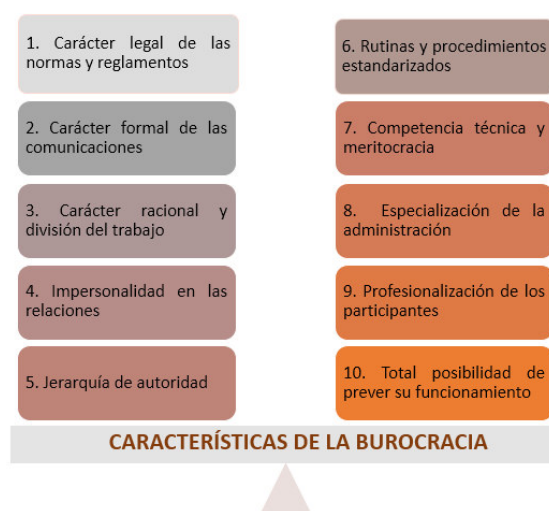 1. Carácter legal de las
normas y reglamentos
2. Carácter formal de las
comunicaciones
3. Carácter racional y
división del trabajo
4. Impersonalidad en las
relaciones
5. Jerarquía de autoridad
6. Rutinas y procedimientos
estandarizados
7. Competencia técnica y
meritocracia
8. Especialización de la
administración
9. Profesionalización de los
participantes
10. Total posibilidad de
prever su funcionamiento
CARACTERÍSTICAS DE LA BUROCRACIA